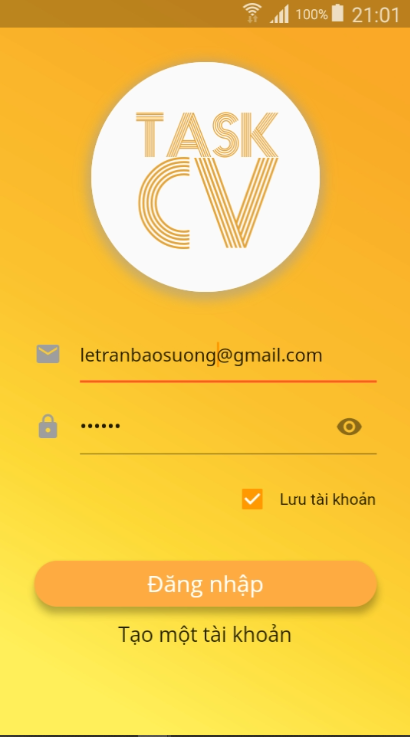 100% 21:01
TASK
CV
letranbaosuong@gmail.com
••••••
Lưu tài khoản
Đăng nhập
Tạo một tài khoản